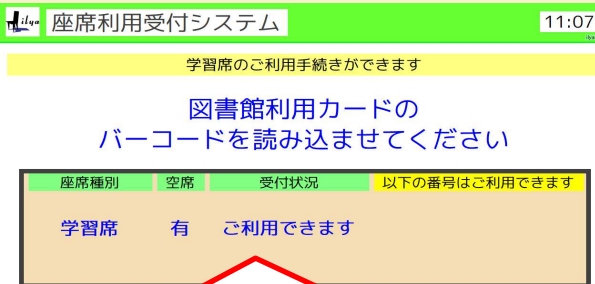 ilya 座席利用受付システム 11:07
学習席のご利用手続きができます
図書館利用カードの
バーコードを読み込ませてください
座席種別 空席 受付状況 以下の番号はご利用できます
学習席 有 ご利用できます